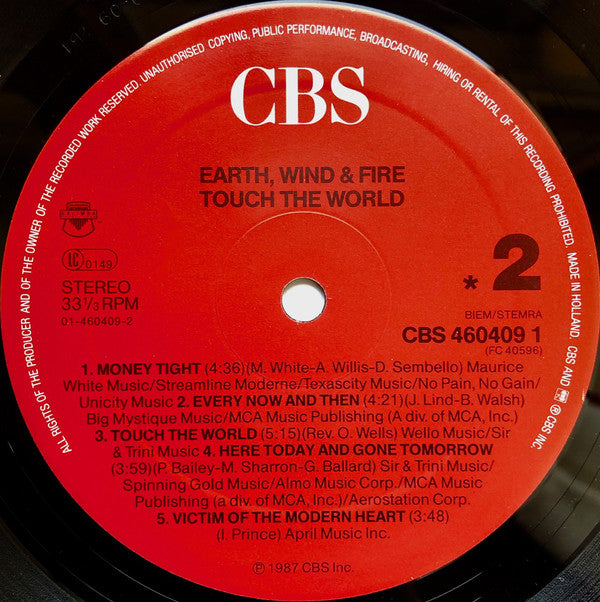 ALL RIGHTS OF THE PRODUCER AND OF THE OWNER OF THE RECORDED WORK RESERVED. UNAUTHORISED COPYING, PUBLIC PERFORMANCE, BROADCASTING, HIRING OR RENTAL OF THIS RECORDING PROHIBITED. MADE IN HOLLAND. CBS AND ® CBS INC.
CBS
EARTH, WIND & FIRE
TOUCH THE WORLD
KALIMBA
LC 0149
STEREO
33 1/3 RPM
01-460409-2
* 2
BIEM/STEMRA
CBS 460409 1
(FC 40596)
1. MONEY TIGHT (4:36)(M. White-A. Willis-D. Sembello) Maurice
White Music/Streamline Moderne/Texascity Music/No Pain, No Gain/
Unicity Music 2. EVERY NOW AND THEN (4:21)(J. Lind-B. Walsh)
Big Mystique Music/MCA Music Publishing (A div. of MCA, Inc.)
3. TOUCH THE WORLD (5:15)(Rev. O. Wells) Wello Music/Sir
& Trini Music 4. HERE TODAY AND GONE TOMORROW
(3:59)(P. Bailey-M. Sharron-G. Ballard) Sir & Trini Music/
Spinning Gold Music/Almo Music Corp./MCA Music
Publishing (a div. of MCA, Inc.)/Aerostation Corp.
5. VICTIM OF THE MODERN HEART (3:48)
(I. Prince) April Music Inc.
℗ 1987 CBS Inc.